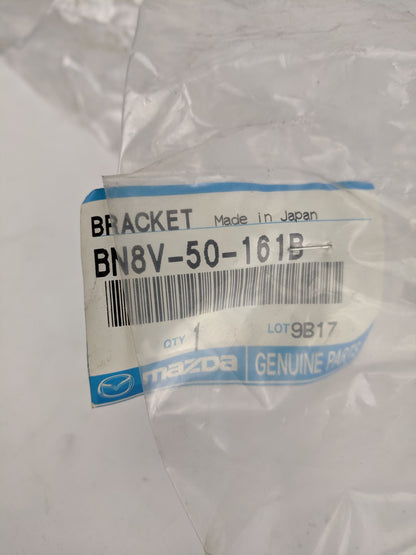 BRACKET Made in Japan
BN8V-50-161B
QTY 1 LOT 9B17
mazda GENUINE PARTS